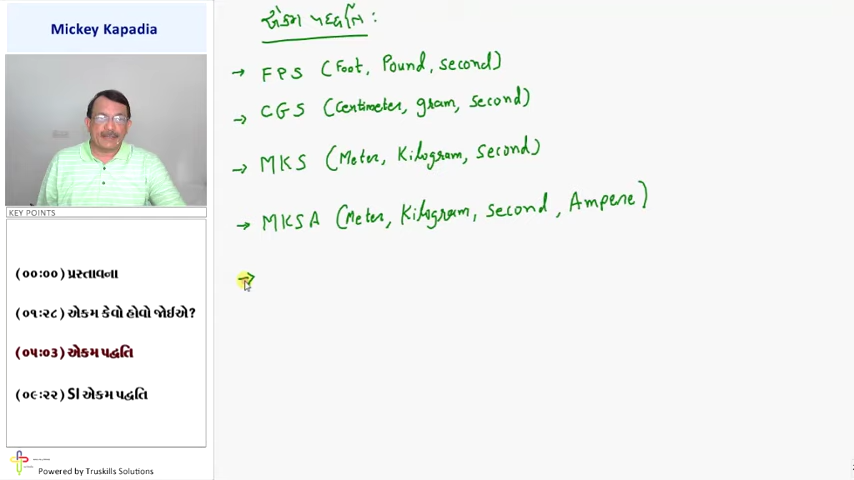 Mickey Kapadia
એકમ પદ્ધતિ :
→ FPS (Foot, Pound, second)
→ CGS (Centimeter, gram, second)
→ MKS (Meter, Kilogram, second)
→ MKSA (Meter, Kilogram, second, Ampere)
→
KEY POINTS
(૦૦:૦૦) પ્રસ્તાવના
(૦૧:૨૮) એકમ કેવો હોવો જોઈએ?
(૦૫:૦૩) એકમ પદ્વતિ
(૦૯:૨૨) SI એકમ પદ્વતિ
Powered by Truskills Solutions